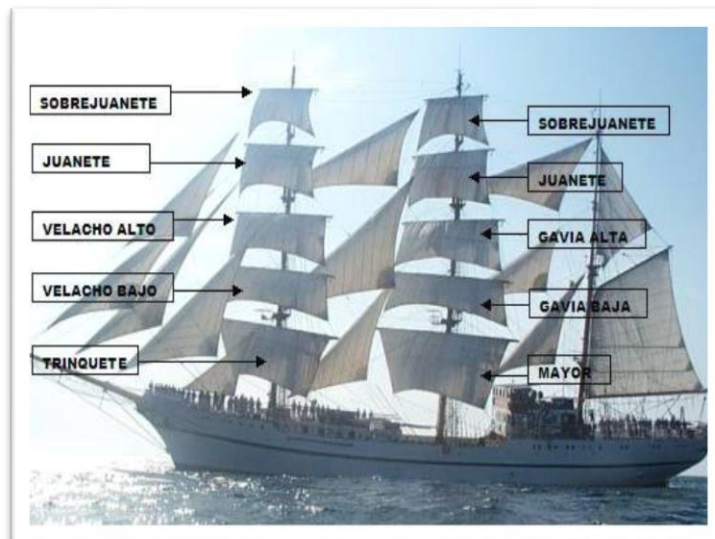 SOBREJUANETE
JUANETE
VELACHO ALTO
VELACHO BAJO
TRINQUETE
SOBREJUANETE
JUANETE
GAVIA ALTA
GAVIA BAJA
MAYOR